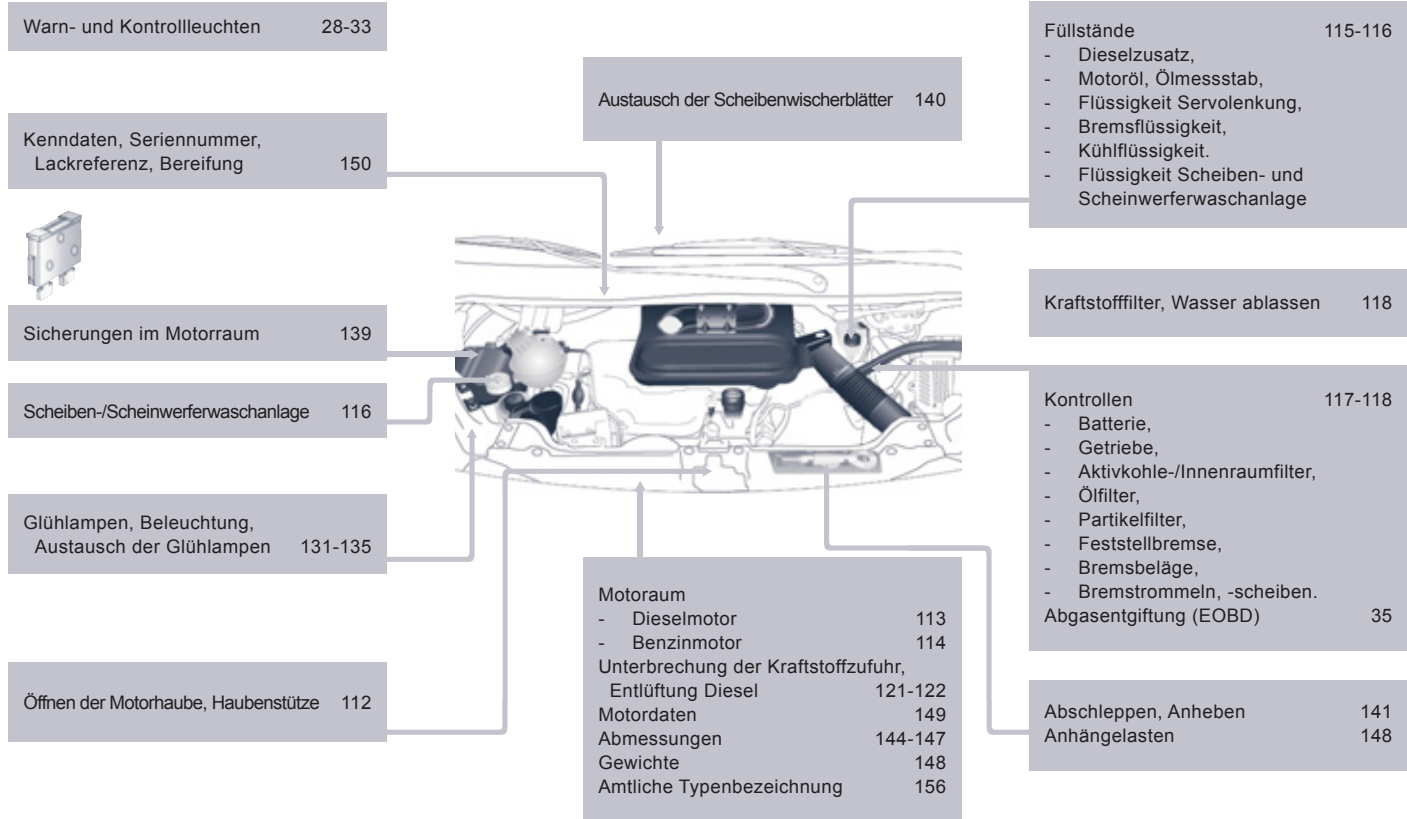 Warn- und Kontrollleuchten 28-33
Kenndaten, Seriennummer,
Lackreferenz, Bereifung 150
Sicherungen im Motorraum 139
Scheiben-/Scheinwerferwaschanlage 116
Glühlampen, Beleuchtung,
Austausch der Glühlampen 131-135
Öffnen der Motorhaube, Haubenstütze 112
Austausch der Scheibenwischerblätter 140
Motoraum
- Dieselmotor 113
- Benzinmotor 114
Unterbrechung der Kraftstoffzufuhr,
Entlüftung Diesel 121-122
Motordaten 149
Abmessungen 144-147
Gewichte 148
Amtliche Typenbezeichnung 156
Füllstände 115-116
- Dieselzusatz,
- Motoröl, Ölmessstab,
- Flüssigkeit Servolenkung,
- Bremsflüssigkeit,
- Kühlflüssigkeit.
- Flüssigkeit Scheiben- und
Scheinwerferwaschanlage
Kraftstofffilter, Wasser ablassen 118
Kontrollen 117-118
- Batterie,
- Getriebe,
- Aktivkohle-/Innenraumfilter,
- Ölfilter,
- Partikelfilter,
- Feststellbremse,
- Bremsbeläge,
- Bremstrommeln, -scheiben.
Abgasentgiftung (EOBD) 35
Abschleppen, Anheben 141
Anhängelasten 148